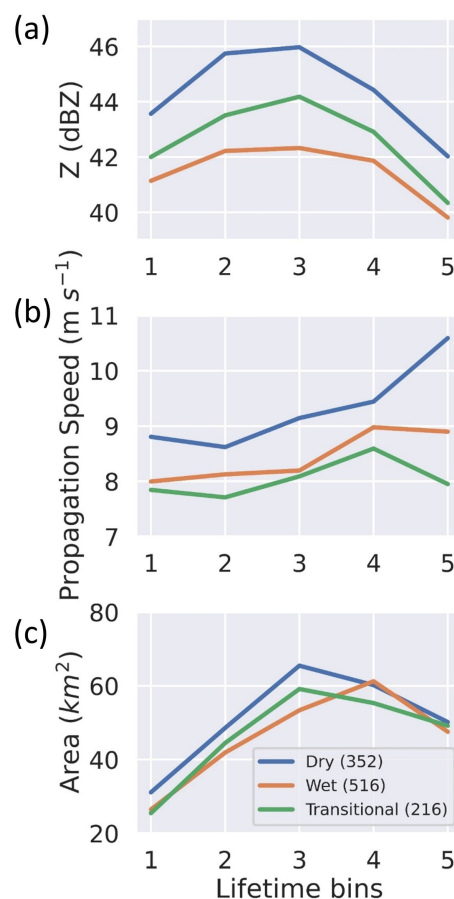 (a)
Z (dBZ)
46
44
42
40
1 2 3 4 5
(b)
Propagation Speed (m s⁻¹)
11
10
9
8
7
1 2 3 4 5
(c)
Area (km²)
80
60
40
20
Dry (352)
Wet (516)
Transitional (216)
1 2 3 4 5
Lifetime bins